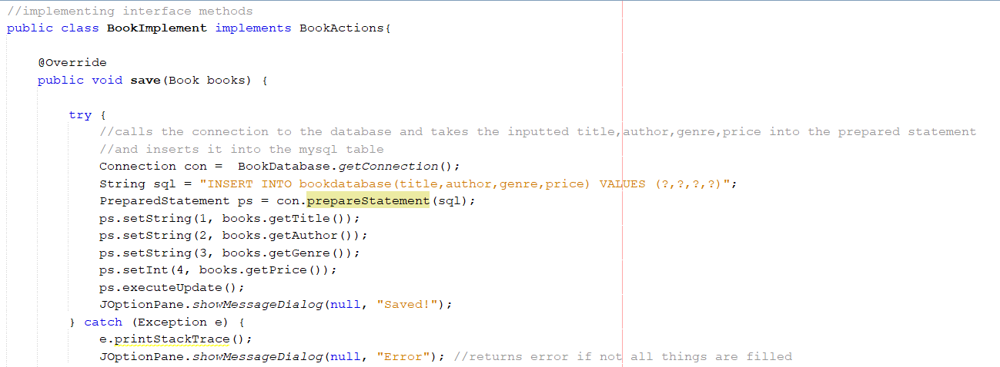 //implementing interface methods
public class BookImplement implements BookActions{
@Override
public void save(Book books) {
try {
//calls the connection to the database and takes the inputted title,author,genre,price into the prepared statement
//and inserts it into the mysql table
Connection con =  BookDatabase.getConnection();
String sql = "INSERT INTO bookdatabase(title,author,genre,price) VALUES (?,?,?,?)";
PreparedStatement ps = con.prepareStatement(sql);
ps.setString(1, books.getTitle());
ps.setString(2, books.getAuthor());
ps.setString(3, books.getGenre());
ps.setInt(4, books.getPrice());
ps.executeUpdate();
JOptionPane.showMessageDialog(null, "Saved!");
} catch (Exception e) {
e.printStackTrace();
JOptionPane.showMessageDialog(null, "Error"); //returns error if not all things are filled